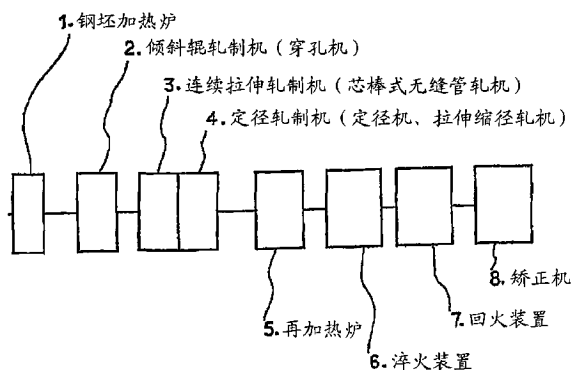 1.钢坯加热炉
2.倾斜辊轧制机（穿孔机）
3.连续拉伸轧制机（芯棒式无缝管轧机）
4.定径轧制机（定径机、拉伸缩径轧机）
8.矫正机
7.回火装置
5.再加热炉
6.淬火装置